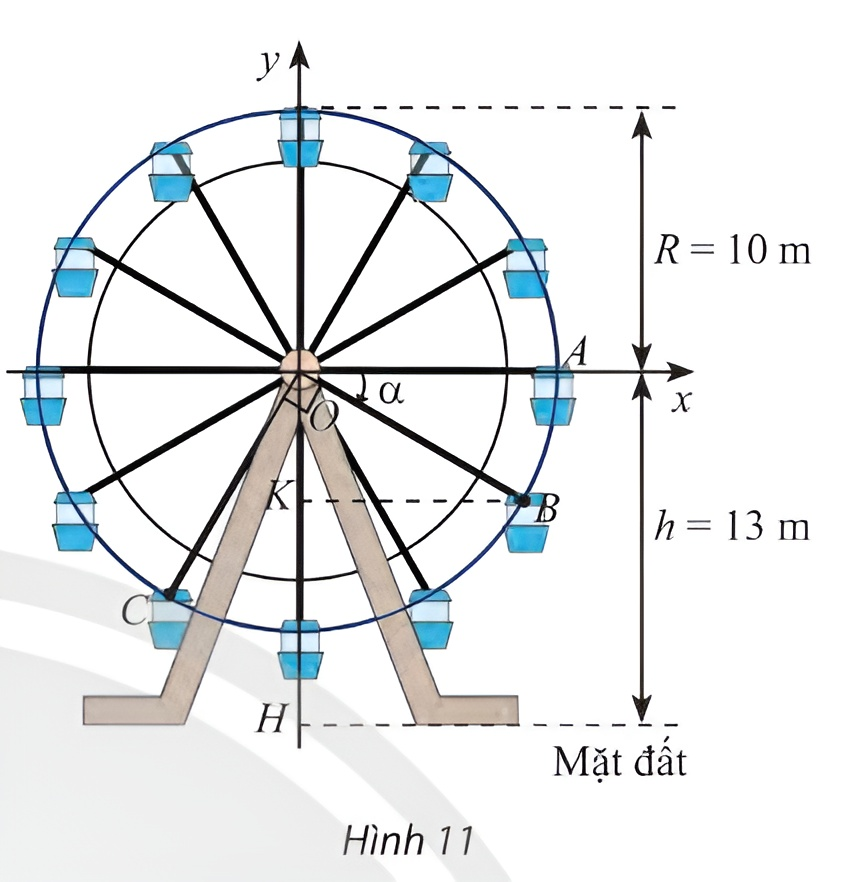 y
R = 10 m
A
α
x
O
K
B
h = 13 m
C
H
Mặt đất
Hình 11